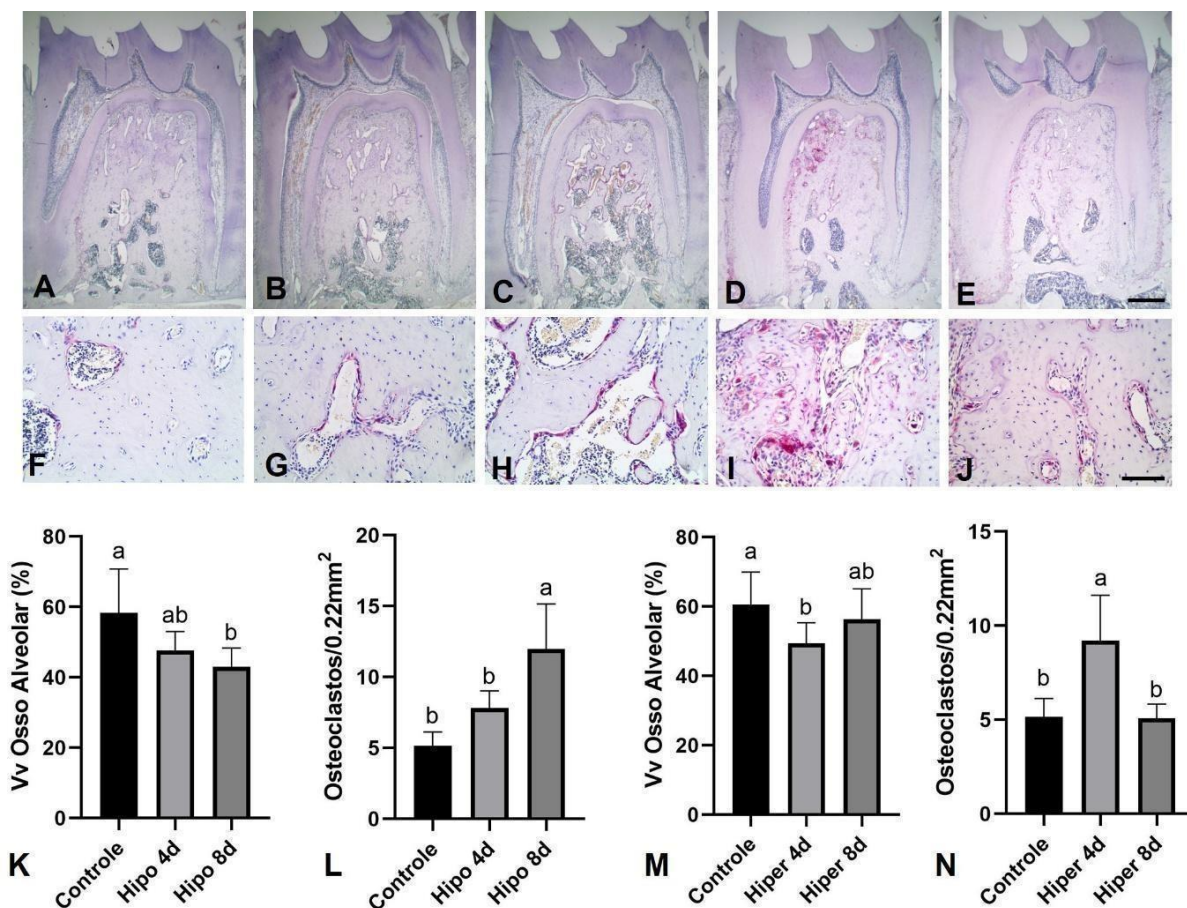 A
B
C
D
E
F
G
H
I
J
80
60
40
20
0
Vv Osso Alveolar (%)
a
ab
b
Controle
Hipo 4d
Hipo 8d
K
20
15
10
5
0
Osteoclastos/0.22mm²
b
b
a
Controle
Hipo 4d
Hipo 8d
L
80
60
40
20
0
Vv Osso Alveolar (%)
a
b
ab
Controle
Hiper 4d
Hiper 8d
M
15
10
5
0
Osteoclastos/0.22mm²
b
a
b
Controle
Hiper 4d
Hiper 8d
N